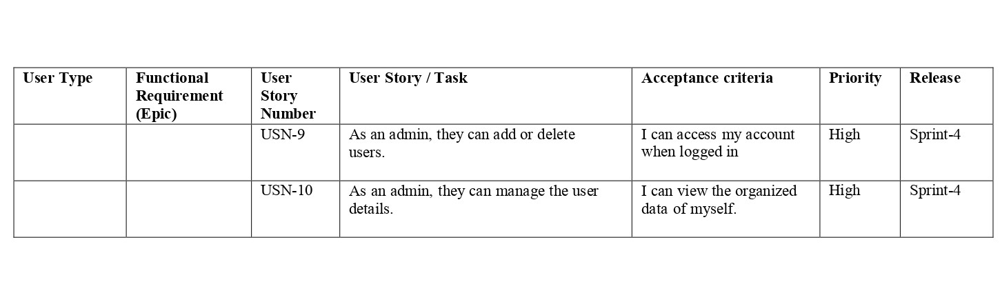 User Type
Functional
Requirement
(Epic)
User
Story
Number
User Story / Task
Acceptance criteria
Priority
Release
USN-9
As an admin, they can add or delete
users.
I can access my account
when logged in
High
Sprint-4
USN-10
As an admin, they can manage the user
details.
I can view the organized
data of myself.
High
Sprint-4